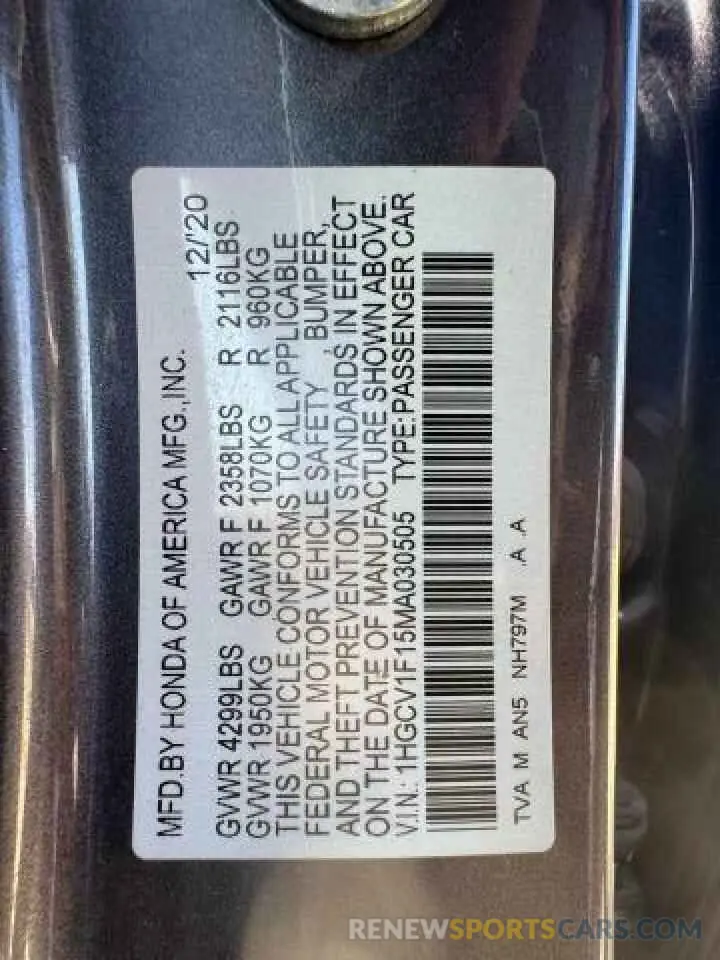 MFD.BY HONDA OF AMERICA MFG.,INC. 12/'20
GVWR 4299LBS GAWR F 2358LBS R 2116LBS
GVWR 1950KG GAWR F 1070KG R 960KG
THIS VEHICLE CONFORMS TO ALL APPLICABLE
FEDERAL MOTOR VEHICLE SAFETY, BUMPER,
AND THEFT PREVENTION STANDARDS IN EFFECT
ON THE DATE OF MANUFACTURE SHOWN ABOVE.
V.I.N.: 1HGCV1F15MA030505 TYPE:PASSENGER CAR
TVA M AN5 NH797M A A
RENEWSPORTSCARS.COM